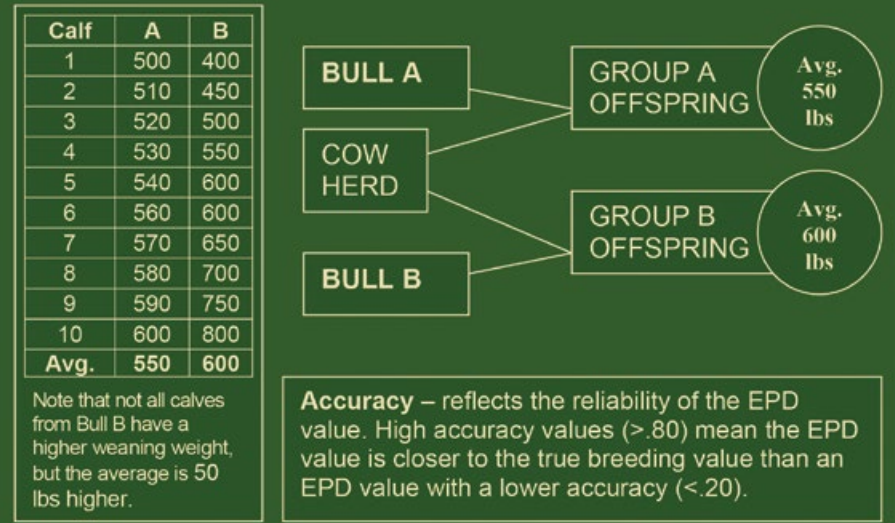 Calf A B
1 500 400
2 510 450
3 520 500
4 530 550
5 540 600
6 560 600
7 570 650
8 580 700
9 590 750
10 600 800
Avg. 550 600
Note that not all calves
from Bull B have a
higher weaning weight,
but the average is 50
lbs higher.
BULL A
COW
HERD
BULL B
GROUP A
OFFSPRING
Avg.
550
lbs
GROUP B
OFFSPRING
Avg.
600
lbs
Accuracy – reflects the reliability of the EPD
value. High accuracy values (>.80) mean the EPD
value is closer to the true breeding value than an
EPD value with a lower accuracy (<.20).